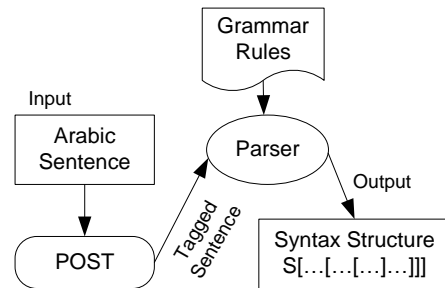 Grammar
Rules
Input
Arabic
Sentence
Parser
Output
Tagged
Sentence
POST
Syntax Structure
S[…[…[…]…]]]